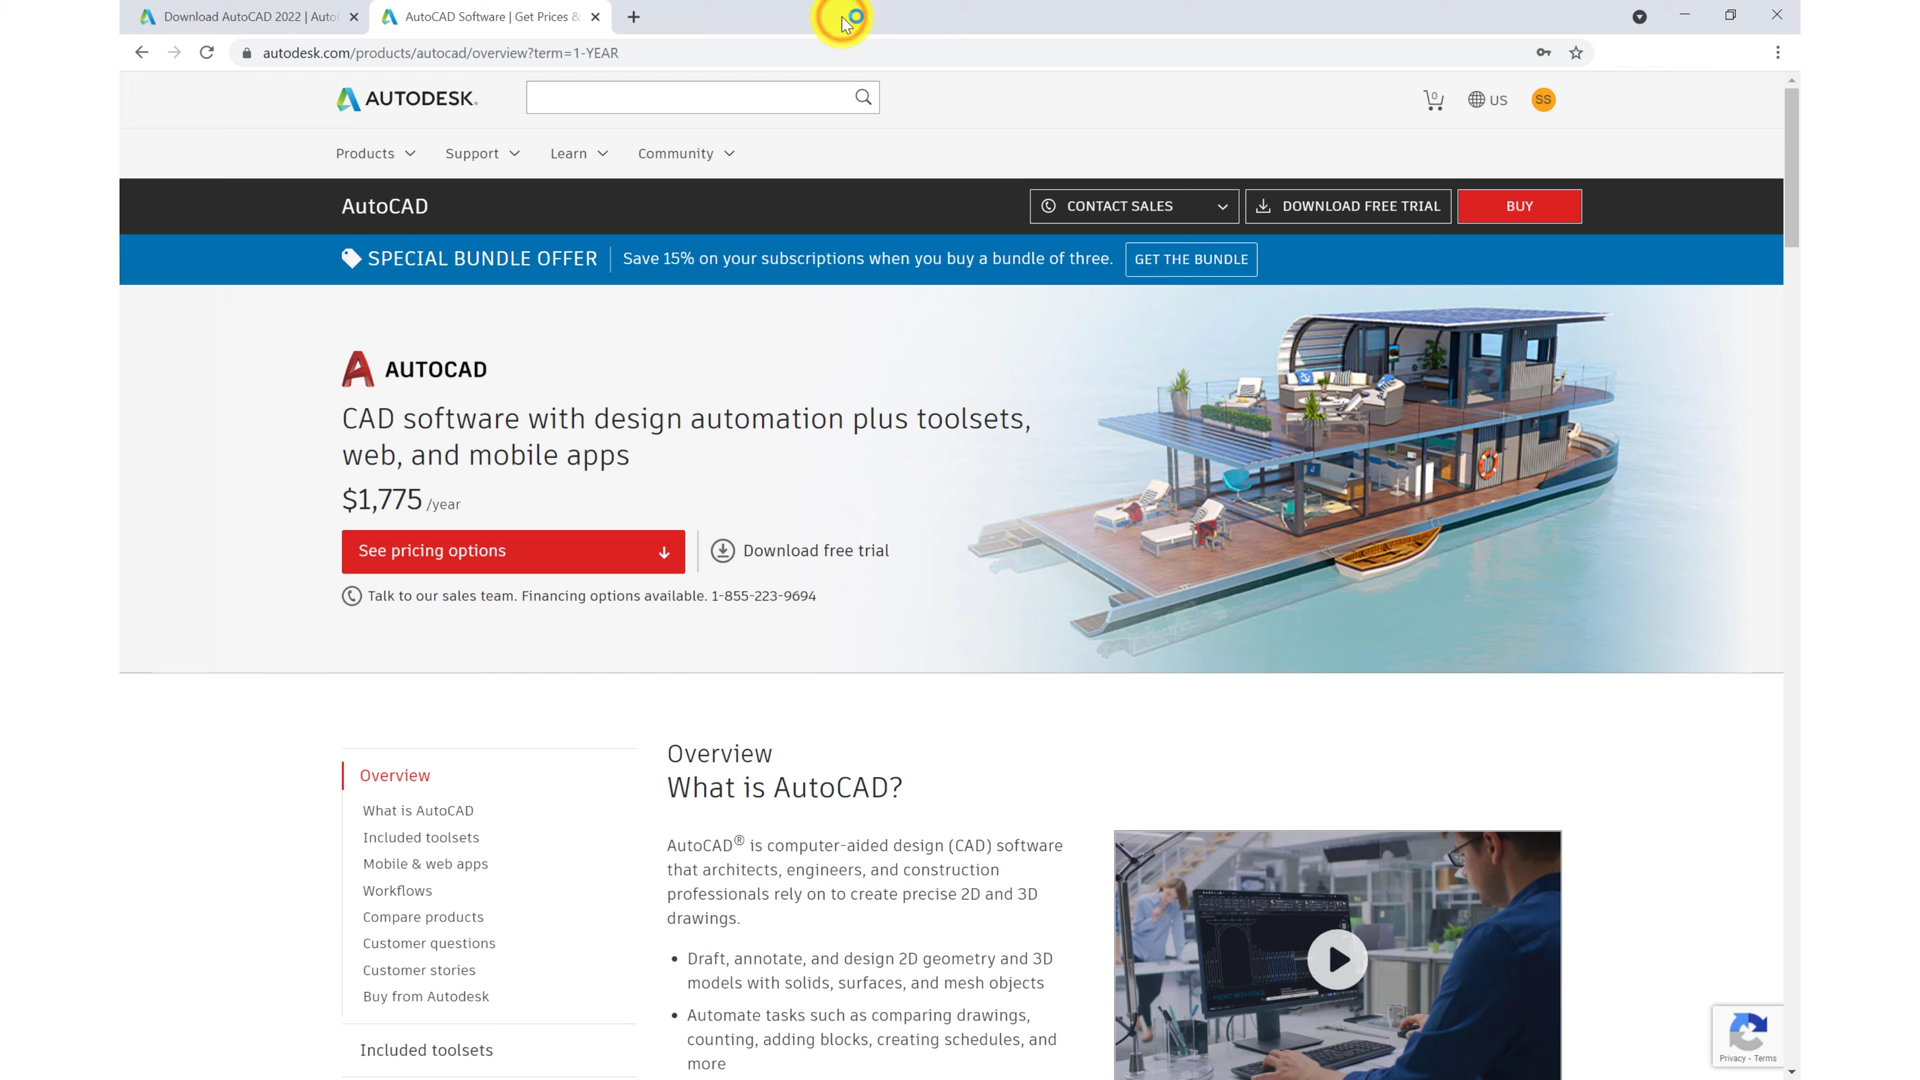 Download AutoCAD 2022 | Auto
AutoCAD Software | Get Prices &
autodesk.com/products/autocad/overview?term=1-YEAR
AUTODESK.
0
US
SS
Products
Support
Learn
Community
AutoCAD
CONTACT SALES
DOWNLOAD FREE TRIAL
BUY
SPECIAL BUNDLE OFFER
Save 15% on your subscriptions when you buy a bundle of three.
GET THE BUNDLE
AUTOCAD
CAD software with design automation plus toolsets,
web, and mobile apps
$1,775 /year
See pricing options
Download free trial
Talk to our sales team. Financing options available. 1-855-223-9694
Overview
What is AutoCAD
Included toolsets
Mobile & web apps
Workflows
Compare products
Customer questions
Customer stories
Buy from Autodesk
Included toolsets
Overview
What is AutoCAD?
AutoCAD® is computer-aided design (CAD) software
that architects, engineers, and construction
professionals rely on to create precise 2D and 3D
drawings.
• Draft, annotate, and design 2D geometry and 3D
models with solids, surfaces, and mesh objects
• Automate tasks such as comparing drawings,
counting, adding blocks, creating schedules, and
more
FRONT WITH FENCE
Privacy - Terms